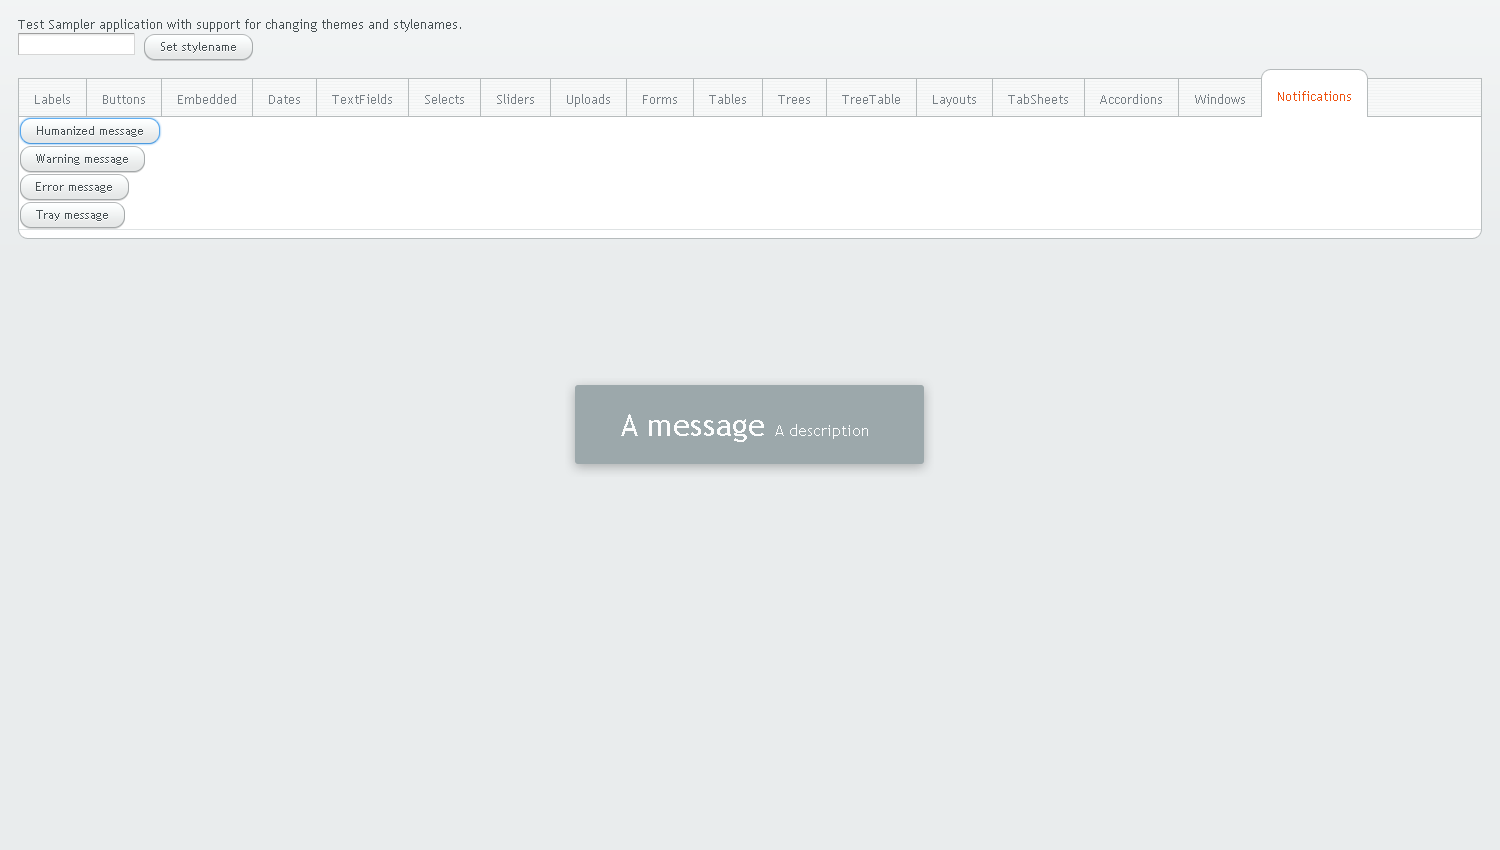 Test Sampler application with support for changing themes and stylenames.
Set stylename
Labels Buttons Embedded Dates TextFields Selects Sliders Uploads Forms Tables Trees TreeTable Layouts TabSheets Accordions Windows Notifications
Humanized message
Warning message
Error message
Tray message
A message A description